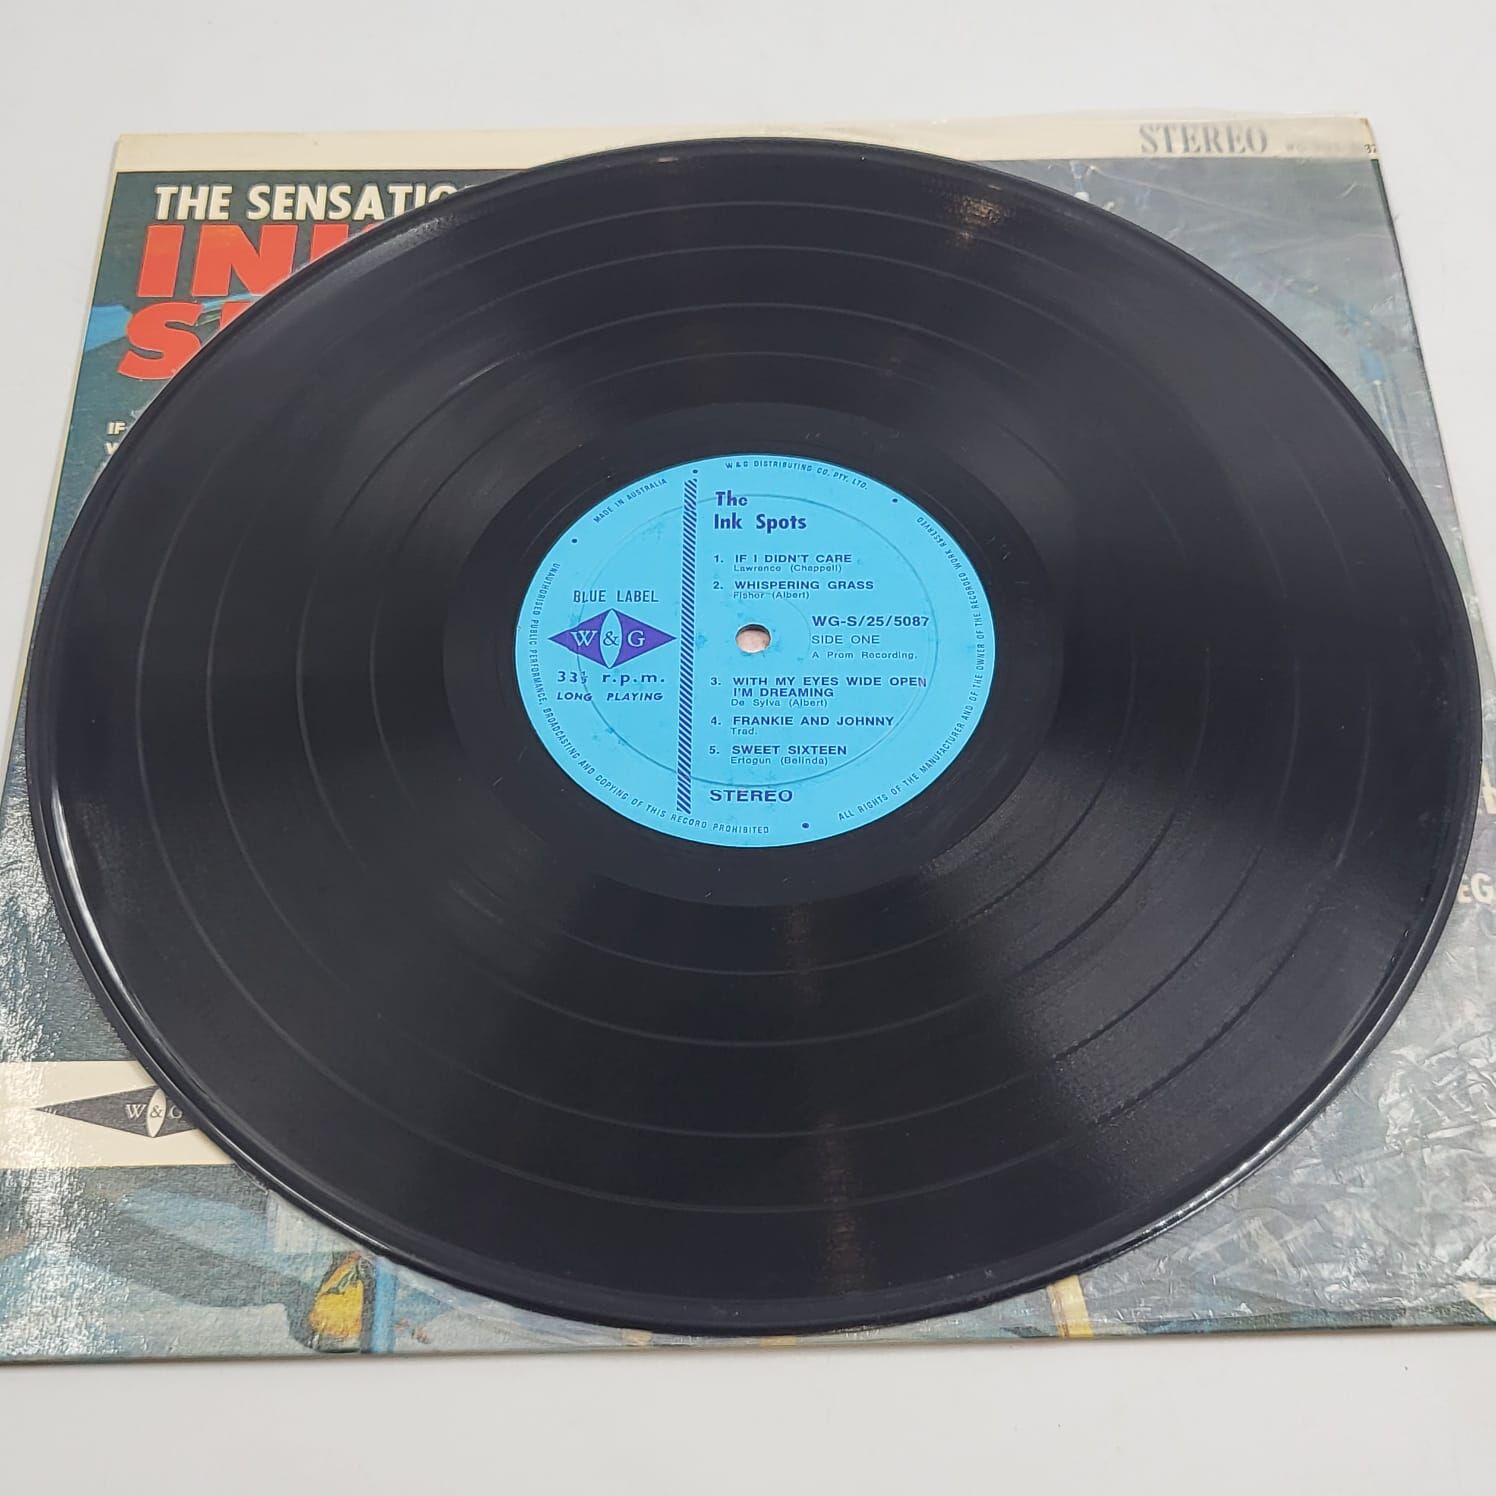 STEREO
THE SENSATIO
INK
S
IF
W&G
W & G DISTRIBUTING CO. PTY. LTD.
MADE IN AUSTRALIA
The
Ink Spots
1. IF I DIDN'T CARE
Lawrence (Chappell)
2. WHISPERING GRASS
Fisher (Albert)
BLUE LABEL
W&G
33⅓ r.p.m.
LONG PLAYING
WG-S/25/5087
SIDE ONE
A Prom Recording.
3. WITH MY EYES WIDE OPEN
I'M DREAMING
De Sylva (Albert)
4. FRANKIE AND JOHNNY
Trad.
5. SWEET SIXTEEN
Ertogun (Belinda)
STEREO
ALL RIGHTS OF THE MANUFACTURER AND OF THE OWNER OF THE RECORDED WORK RESERVED
UNAUTHORISED PUBLIC PERFORMANCE, BROADCASTING AND COPYING OF THIS RECORD PROHIBITED